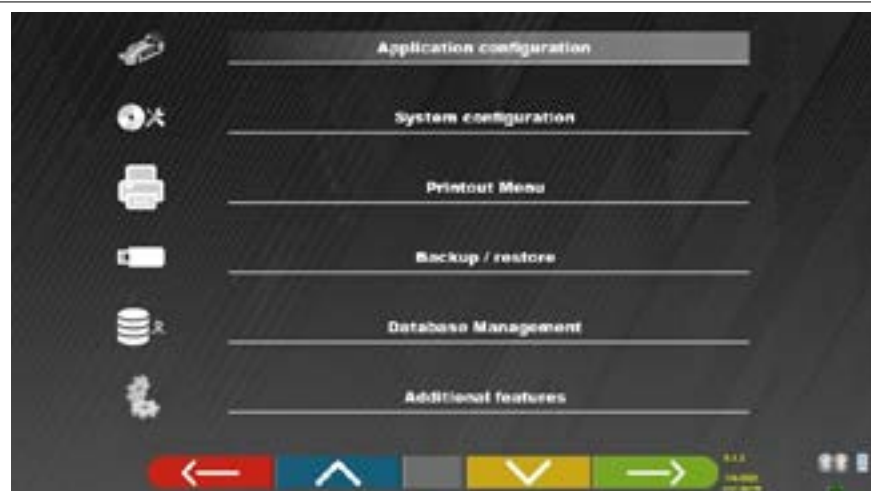 Application configuration
System configuration
Printout Menu
Backup / restore
Database Management
Additional features